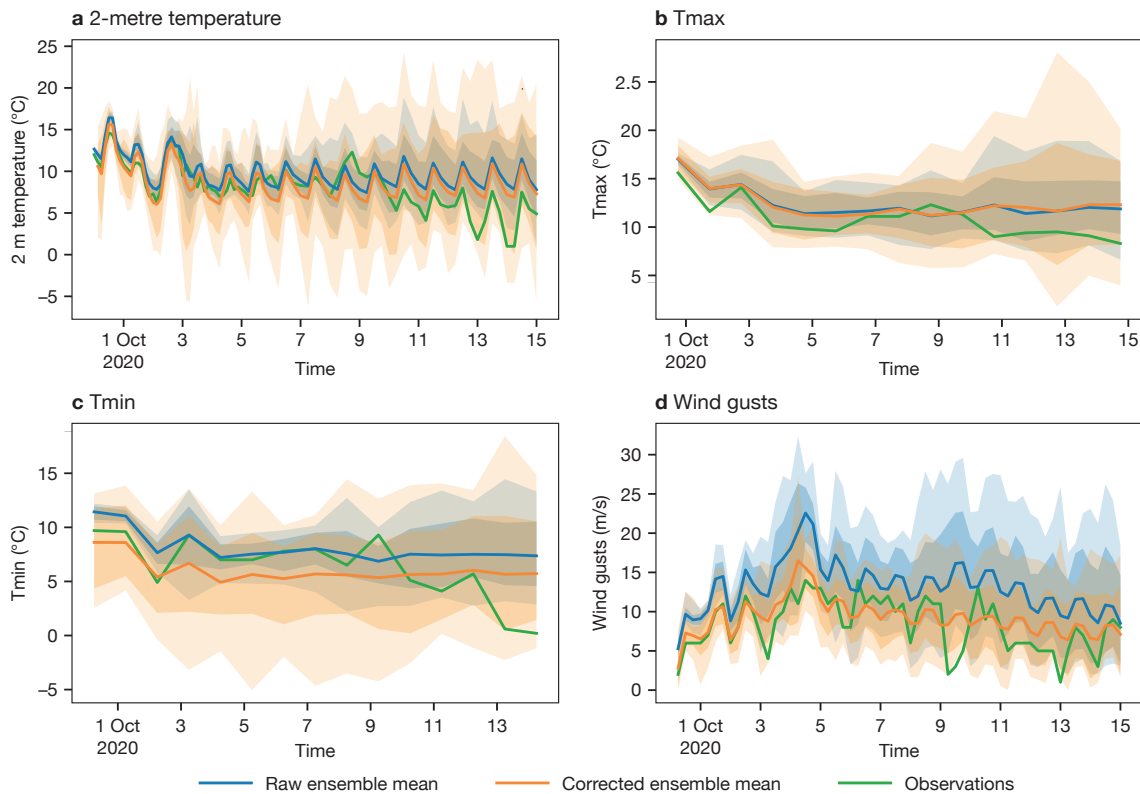 a 2-metre temperature
25
20
15
10
5
0
−5
2 m temperature (°C)
1 Oct 3 5 7 9 11 13 15
2020
Time
b Tmax
2.5
20
15
10
5
Tmax (°C)
1 Oct 3 5 7 9 11 13 15
2020
Time
c Tmin
15
10
5
0
−5
Tmin (°C)
1 Oct 3 5 7 9 11 13
2020
Time
d Wind gusts
30
25
20
15
10
5
0
Wind gusts (m/s)
1 Oct 3 5 7 9 11 13 15
2020
Time
Raw ensemble mean Corrected ensemble mean Observations